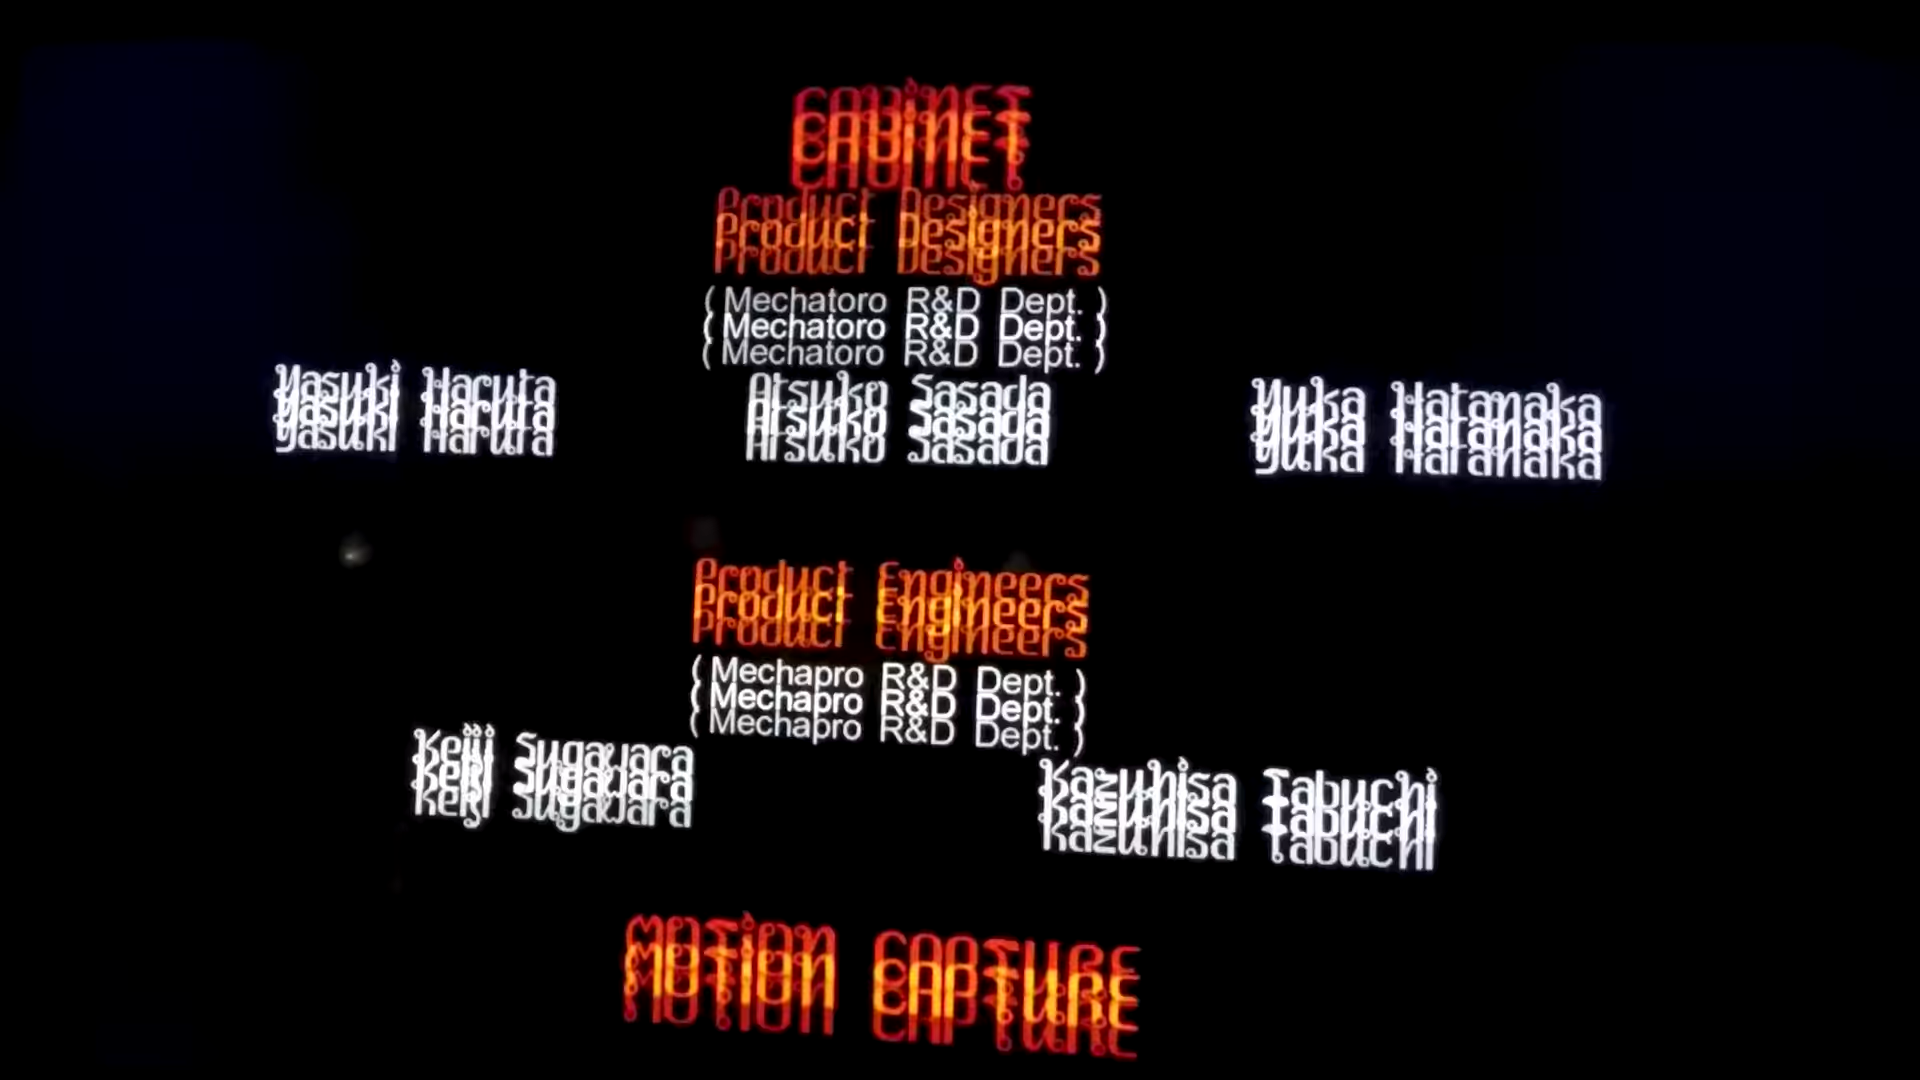 CABiNET
Product Designers
(Mechatoro R&D Dept.)
Yasuki Haruta Atsuko Sasada Yuka Hatanaka
Product Engineers
(Mechapro R&D Dept.)
Keiji Sugawara Kazuhisa Tabuchi
MOTiON CAPTURE